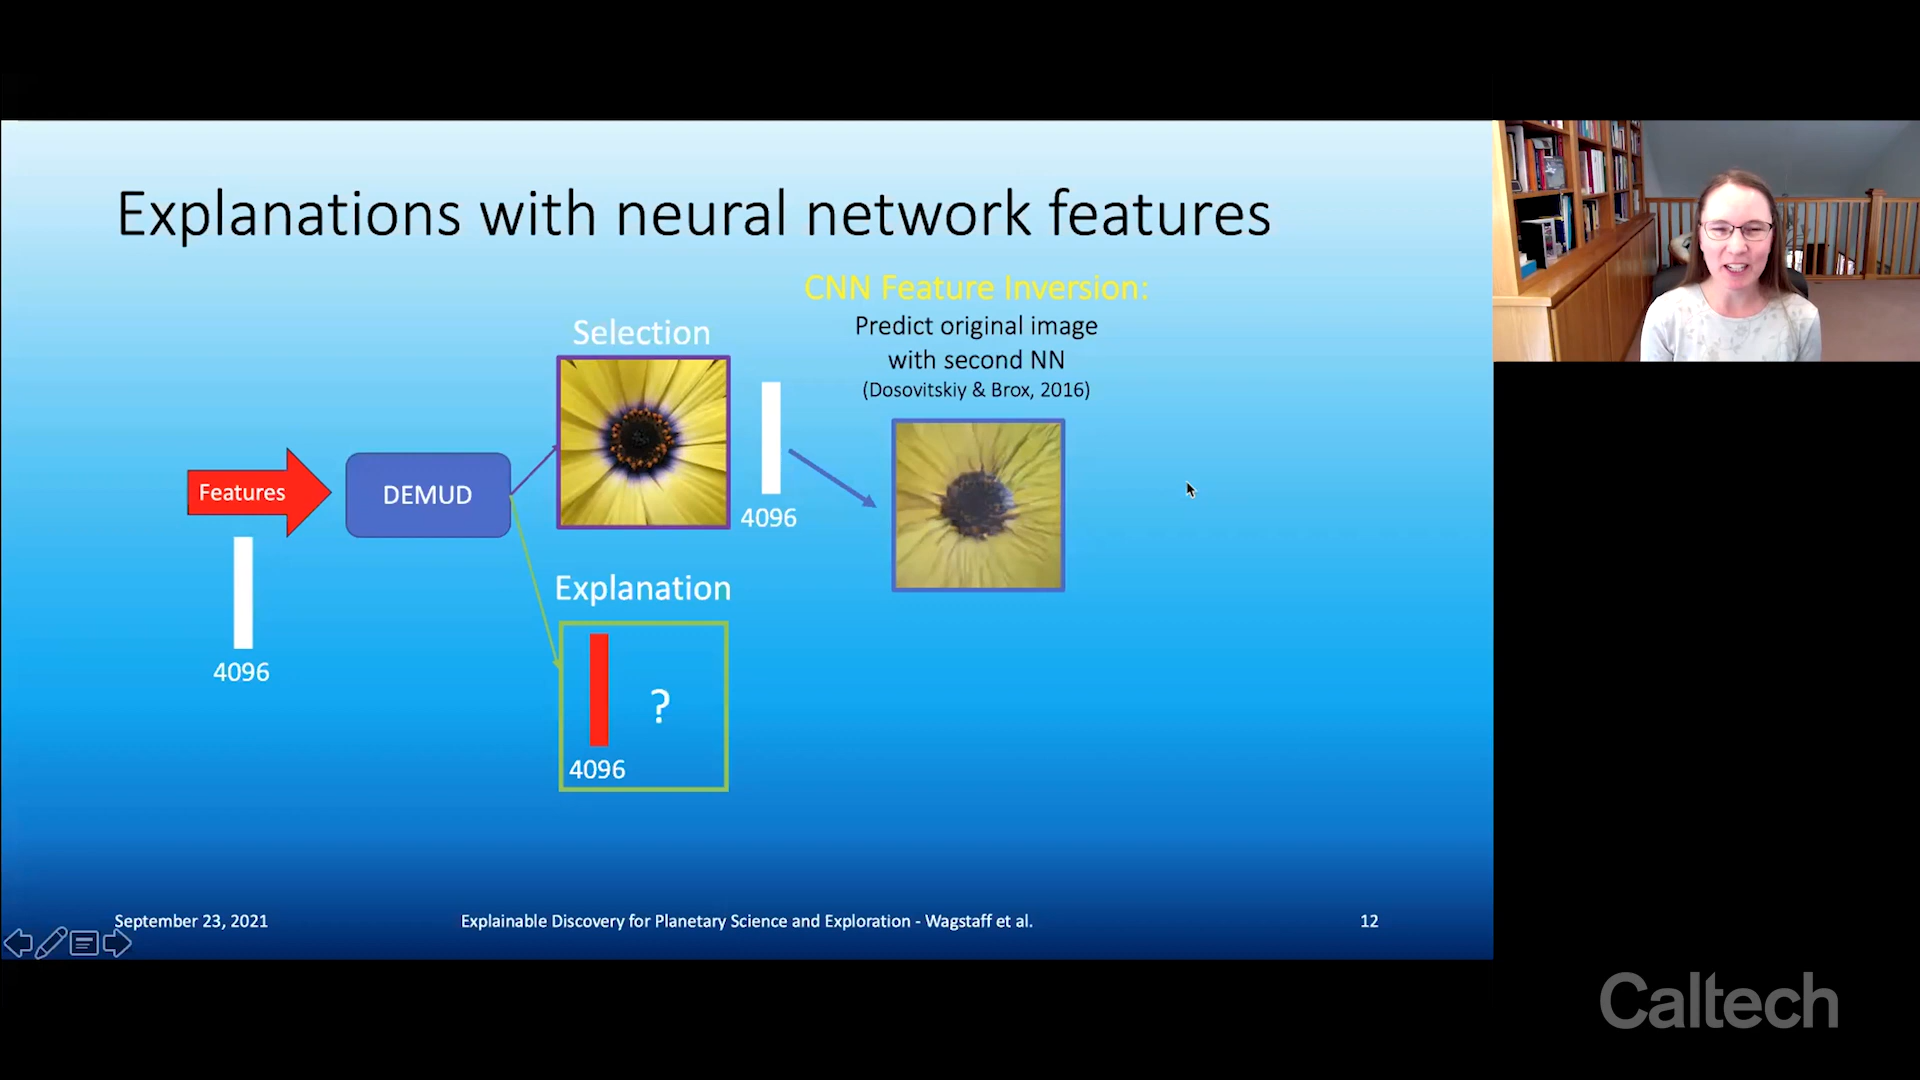 Explanations with neural network features
CNN Feature Inversion:
Predict original image
with second NN
(Dosovitskiy & Brox, 2016)
Selection
Features
DEMUD
4096
4096
Explanation
?
4096
September 23, 2021
Explainable Discovery for Planetary Science and Exploration - Wagstaff et al.
12
Caltech